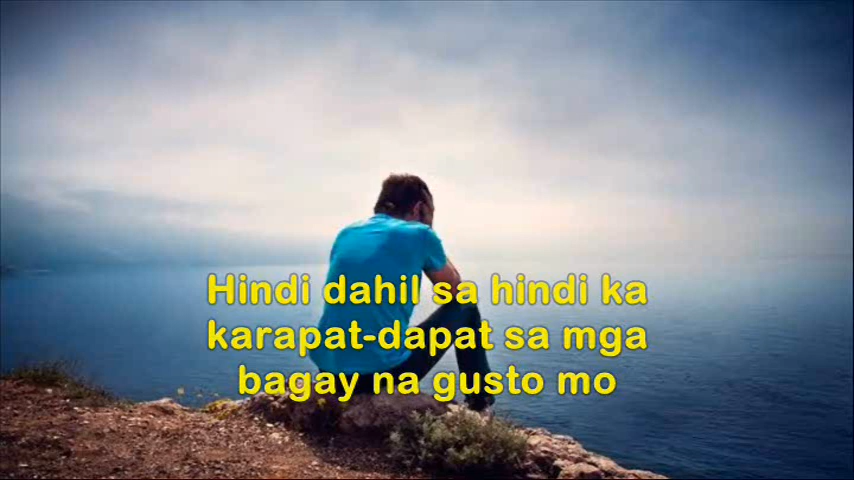 Hindi dahil sa hindi ka
karapat-dapat sa mga
bagay na gusto mo